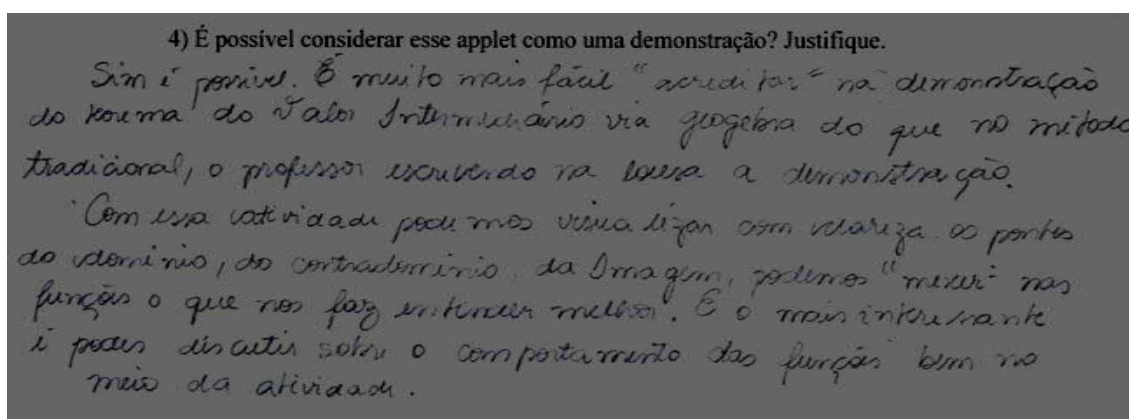 4) É possível considerar esse applet como uma demonstração? Justifique.
Sim é possível. É muito mais fácil "acreditar" na demonstração
do teorema do Valor Intermediário via geogebra do que no método
tradicional, o professor escrevendo na lousa a demonstração.
Com essa atividade podemos visualizar com clareza os pontos
do domínio, do contradomínio, da Imagem, podemos "mexer" nas
funções o que nos faz entender melhor. E o mais interessante
é poder discutir sobre o comportamento das funções bem no
meio da atividade.